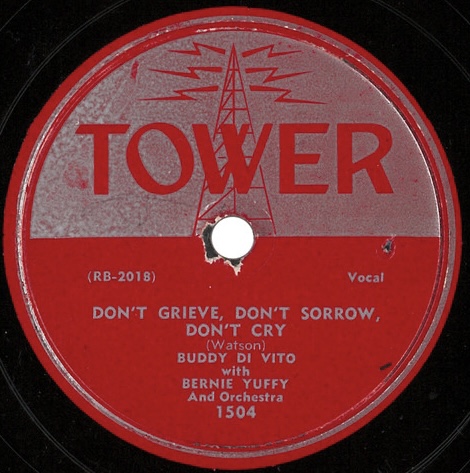 TOWER
(RB-2018) Vocal
DON'T GRIEVE, DON'T SORROW,
DON'T CRY
(Watson)
BUDDY DI VITO
with
BERNIE YUFFY
And Orchestra
1504